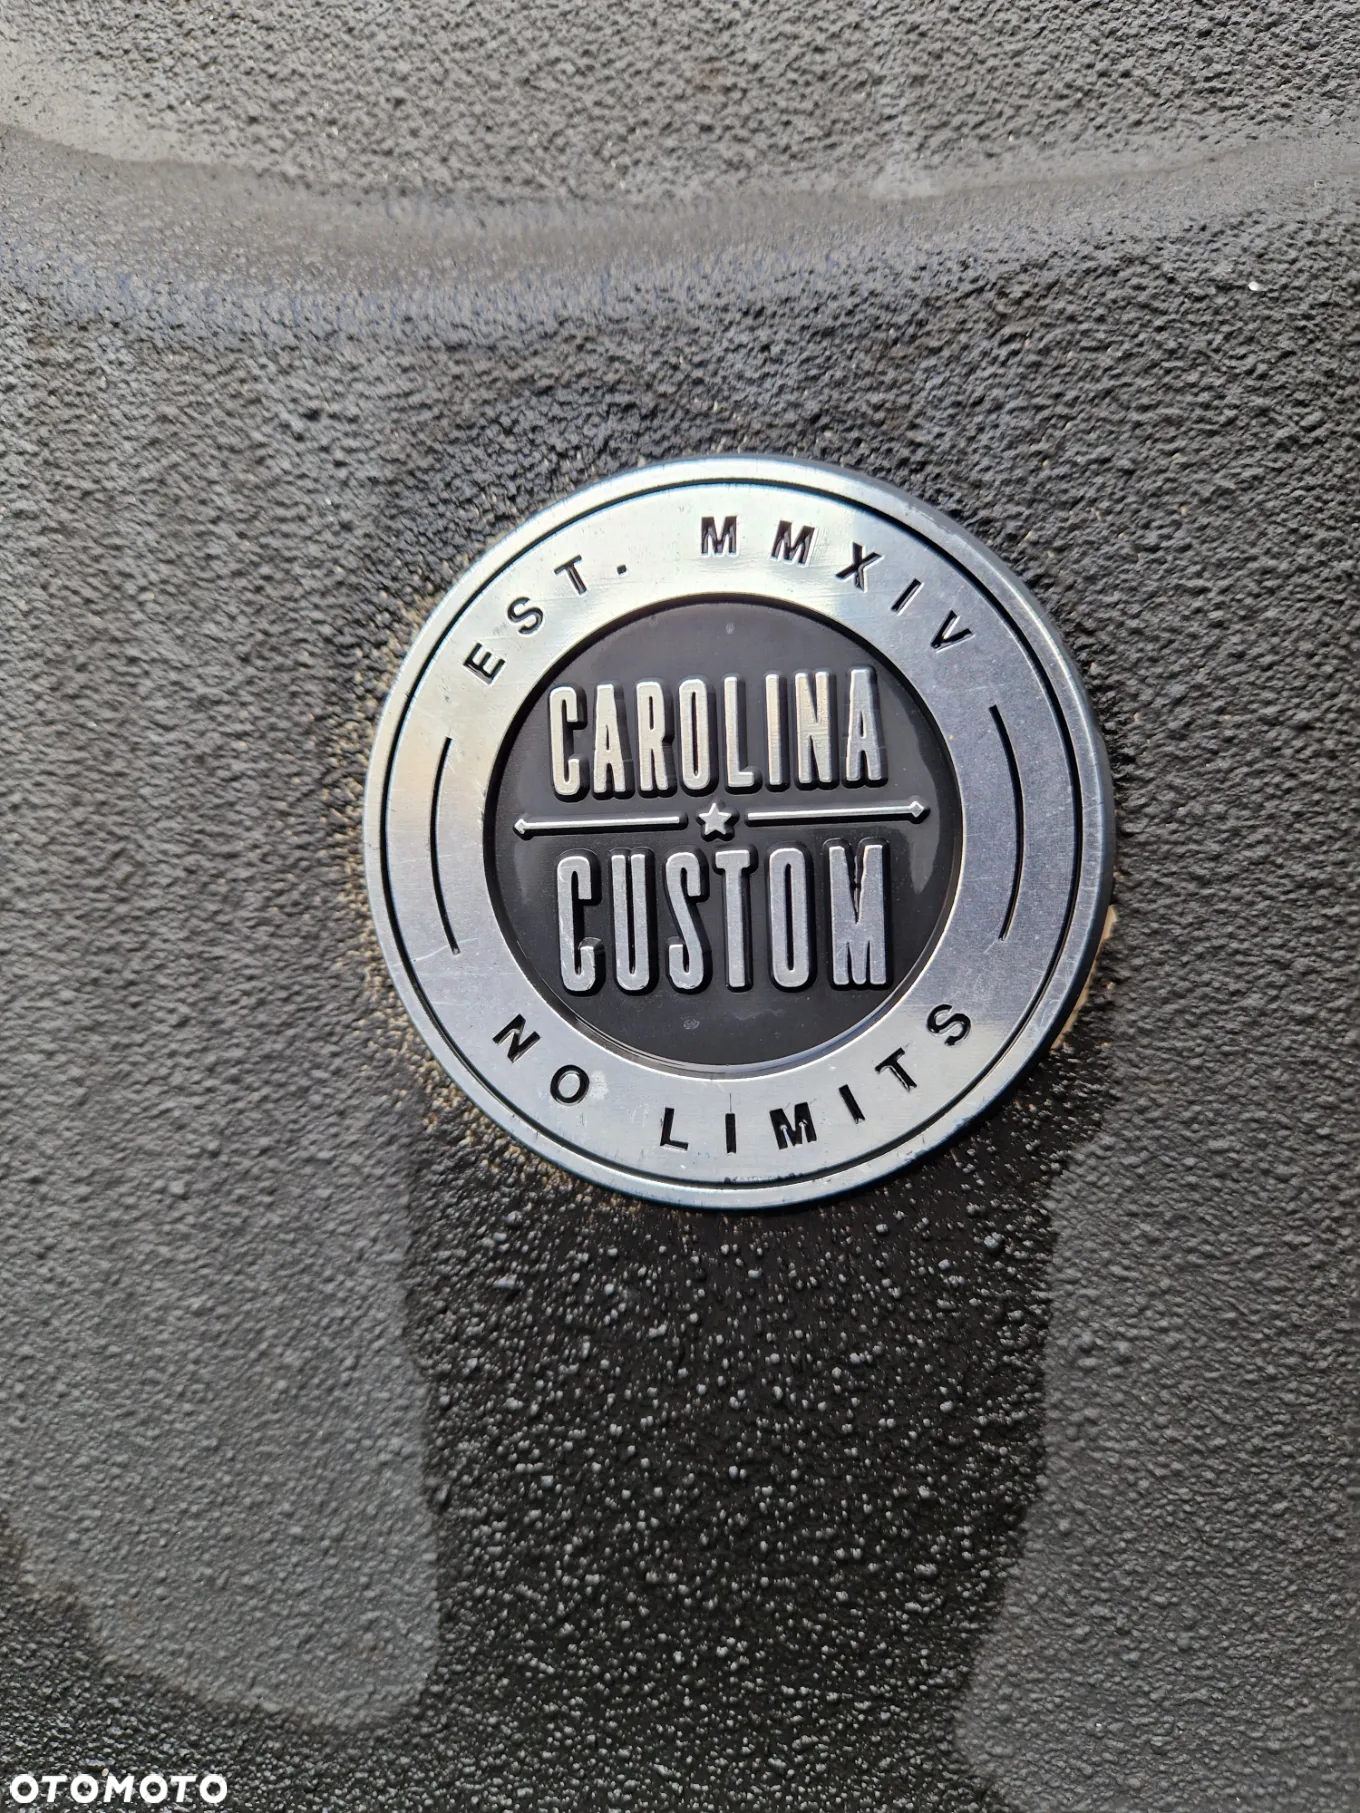 EST. MMXIV
CAROLINA
CUSTOM
NO LIMITS
OTOMOTO